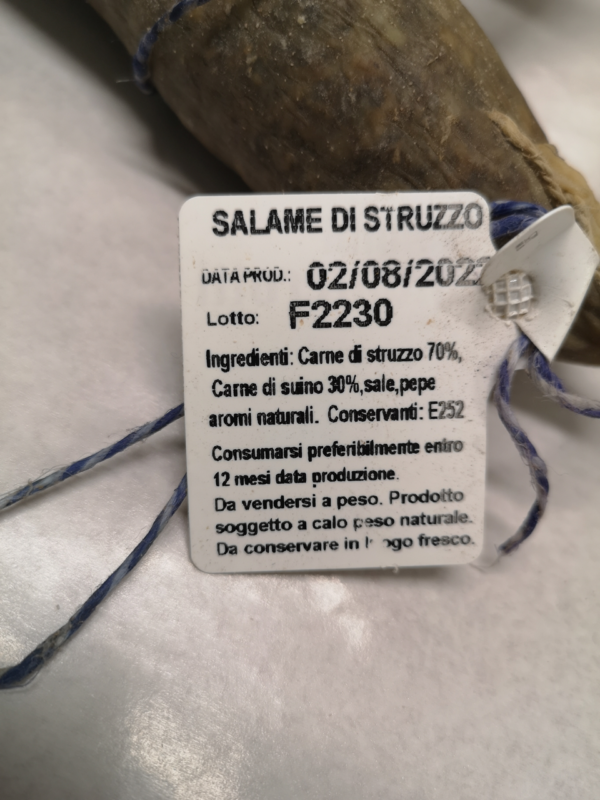 SALAME DI STRUZZO
DATA PROD.: 02/08/2022
Lotto: F2230
Ingredienti: Carne di struzzo 70%,
Carne di suino 30%,sale,pepe
aromi naturali. Conservanti: E252
Consumarsi preferibilmente entro
12 mesi data produzione.
Da vendersi a peso. Prodotto
soggetto a calo peso naturale.
Da conservare in luogo fresco.